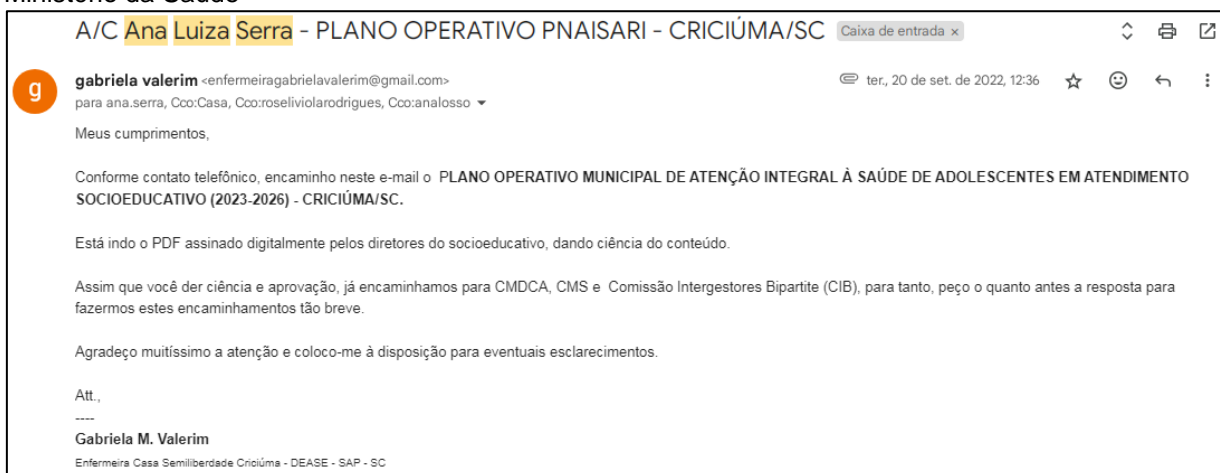 Ministério da Saúde
A/C Ana Luiza Serra - PLANO OPERATIVO PNAISARI - CRICIÚMA/SC Caixa de entrada x
g
gabriela valerim <enfermeiragabrielavalerim@gmail.com> ter., 20 de set. de 2022, 12:36
para ana.serra, Cco:Casa, Cco:roseliviolarodrigues, Cco:analosso
Meus cumprimentos,
Conforme contato telefônico, encaminho neste e-mail o PLANO OPERATIVO MUNICIPAL DE ATENÇÃO INTEGRAL À SAÚDE DE ADOLESCENTES EM ATENDIMENTO
SOCIOEDUCATIVO (2023-2026) - CRICIÚMA/SC.
Está indo o PDF assinado digitalmente pelos diretores do socioeducativo, dando ciência do conteúdo.
Assim que você der ciência e aprovação, já encaminhamos para CMDCA, CMS e Comissão Intergestores Bipartite (CIB), para tanto, peço o quanto antes a resposta para
fazermos estes encaminhamentos tão breve.
Agradeço muitíssimo a atenção e coloco-me à disposição para eventuais esclarecimentos.
Att.,
----
Gabriela M. Valerim
Enfermeira Casa Semiliberdade Criciúma - DEASE - SAP - SC